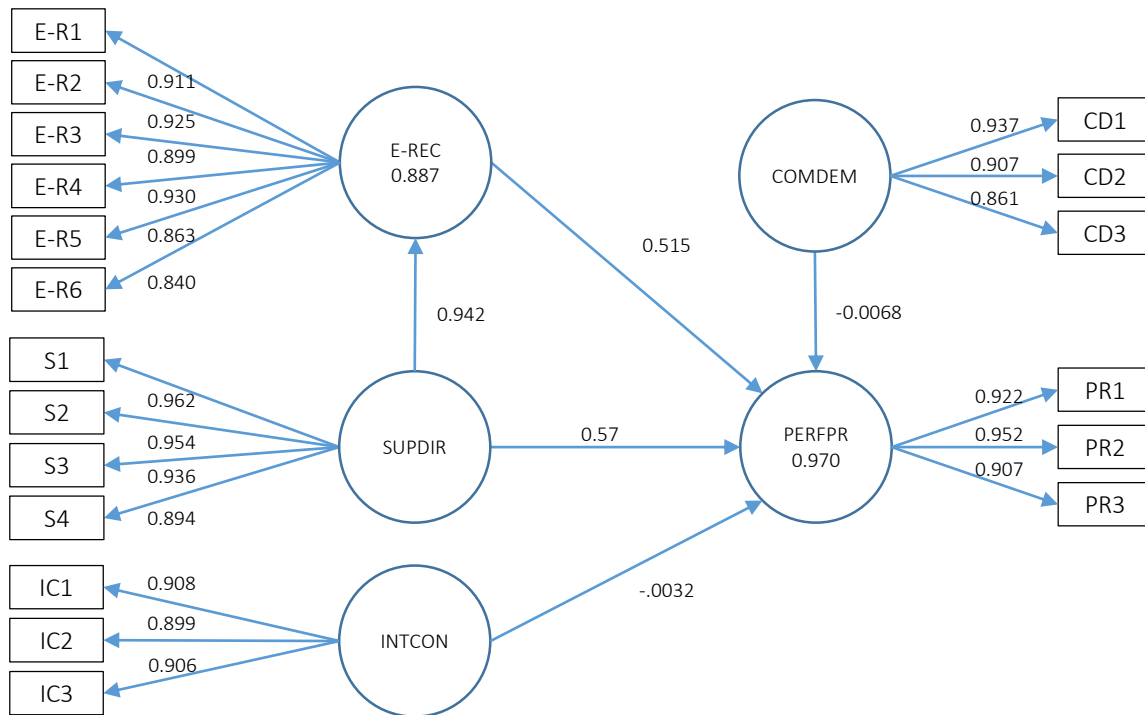 E-R1
E-R2
E-R3
E-R4
E-R5
E-R6
0.911
0.925
0.899
0.930
0.863
0.840
E-REC
0.887
COMDEM
0.937
0.907
0.861
CD1
CD2
CD3
0.515
0.942
-0.0068
S1
S2
S3
S4
0.962
0.954
0.936
0.894
SUPDIR
0.57
PERFPR
0.970
0.922
0.952
0.907
PR1
PR2
PR3
IC1
IC2
IC3
0.908
0.899
0.906
INTCON
-.0032